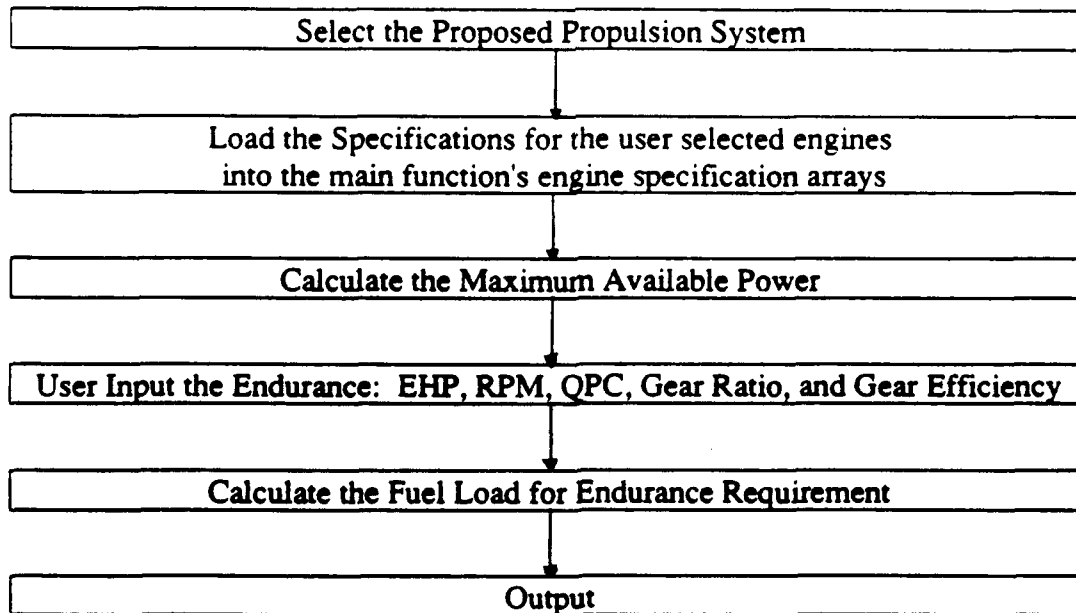 Select the Proposed Propulsion System
Load the Specifications for the user selected engines
into the main function's engine specification arrays
Calculate the Maximum Available Power
User Input the Endurance: EHP, RPM, QPC, Gear Ratio, and Gear Efficiency
Calculate the Fuel Load for Endurance Requirement
Output